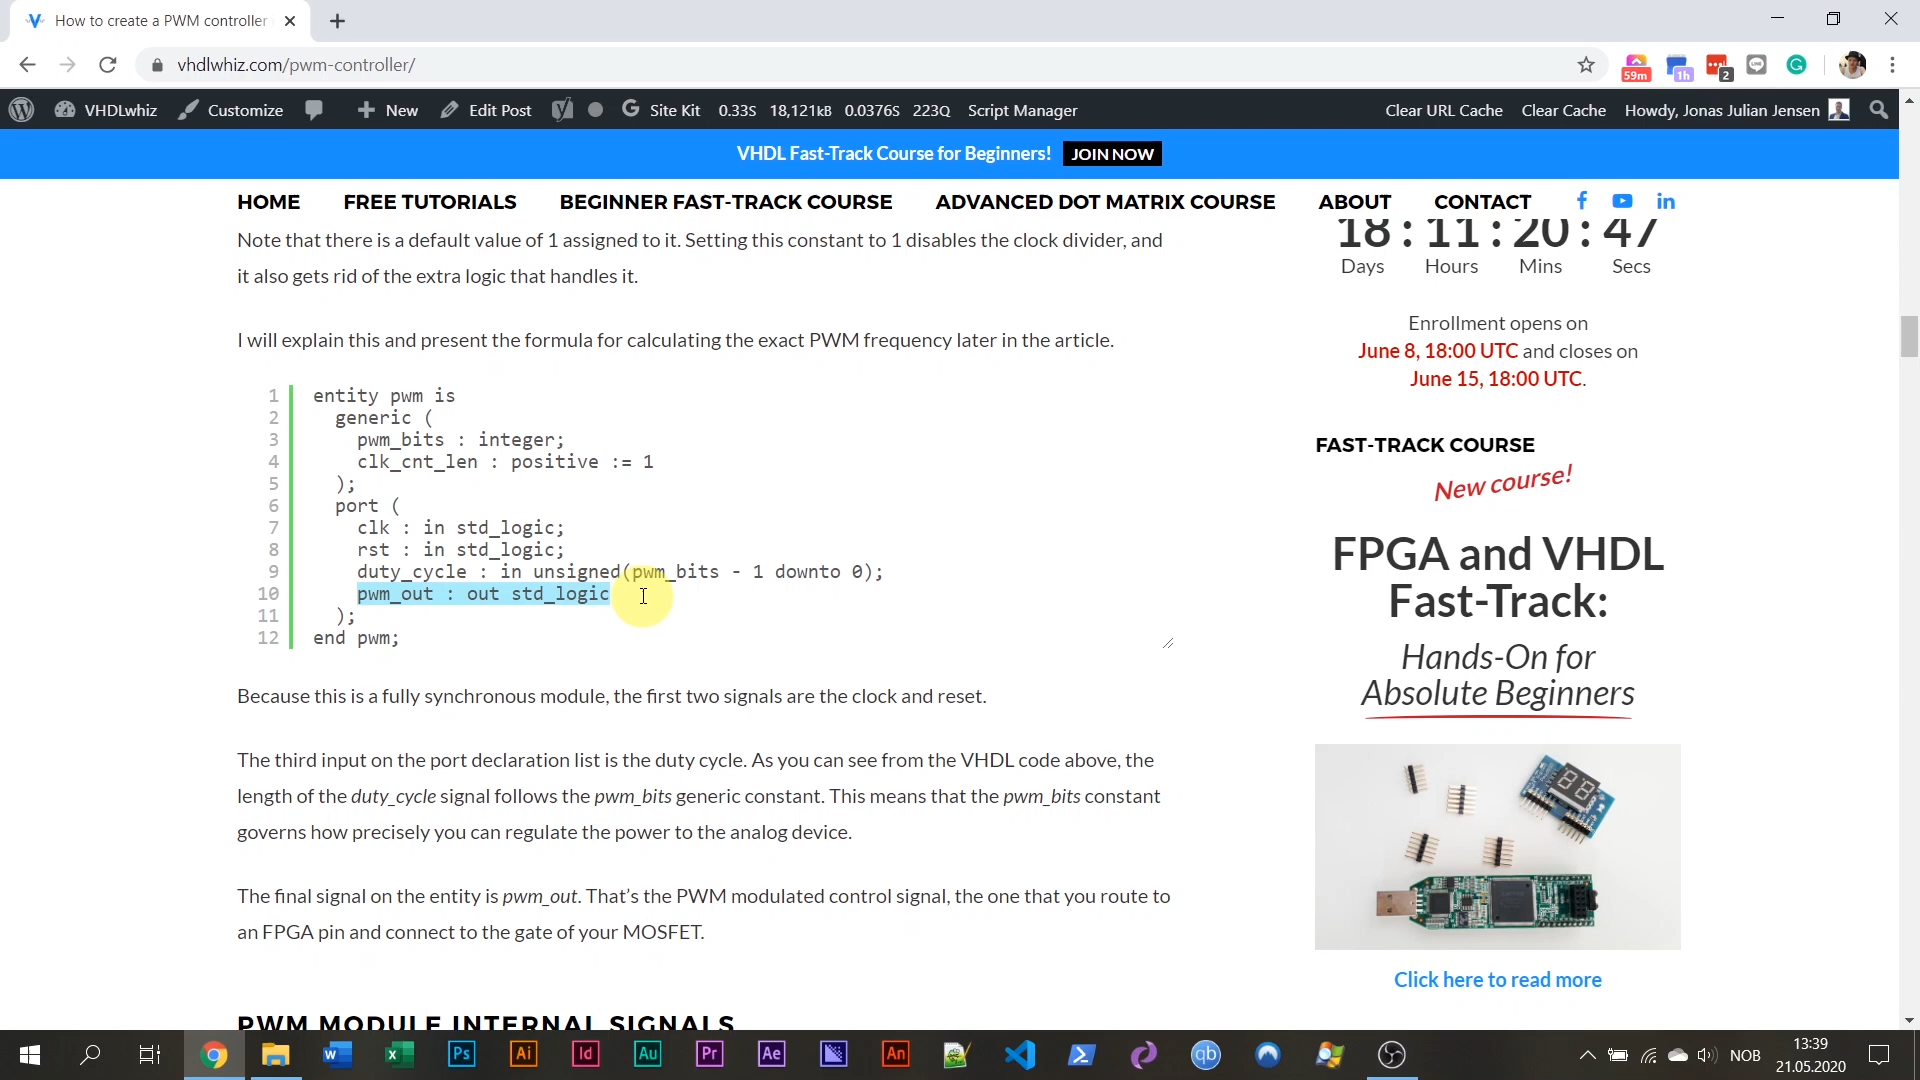 How to create a PWM controller
vhdlwhiz.com/pwm-controller/
59m
1h
2
VHDLwhiz
Customize
New
Edit Post
Site Kit
0.33S 18,121kB 0.0376S 223Q
Script Manager
Clear URL Cache
Clear Cache
Howdy, Jonas Julian Jensen
VHDL Fast-Track Course for Beginners!
JOIN NOW
HOME
FREE TUTORIALS
BEGINNER FAST-TRACK COURSE
ADVANCED DOT MATRIX COURSE
ABOUT
CONTACT
Note that there is a default value of 1 assigned to it. Setting this constant to 1 disables the clock divider, and
it also gets rid of the extra logic that handles it.
I will explain this and present the formula for calculating the exact PWM frequency later in the article.
1 entity pwm is
2 generic (
3 pwm_bits : integer;
4 clk_cnt_len : positive := 1
5 );
6 port (
7 clk : in std_logic;
8 rst : in std_logic;
9 duty_cycle : in unsigned(pwm_bits - 1 downto 0);
10 pwm_out : out std_logic
11 );
12 end pwm;
Because this is a fully synchronous module, the first two signals are the clock and reset.
The third input on the port declaration list is the duty cycle. As you can see from the VHDL code above, the
length of the duty_cycle signal follows the pwm_bits generic constant. This means that the pwm_bits constant
governs how precisely you can regulate the power to the analog device.
The final signal on the entity is pwm_out. That's the PWM modulated control signal, the one that you route to
an FPGA pin and connect to the gate of your MOSFET.
PWM MODULE INTERNAL SIGNALS
18 : 11 : 20 : 47
Days Hours Mins Secs
Enrollment opens on
June 8, 18:00 UTC and closes on
June 15, 18:00 UTC.
FAST-TRACK COURSE
New course!
FPGA and VHDL
Fast-Track:
Hands-On for
Absolute Beginners
Click here to read more
Ps
Ai
Id
Au
Pr
Ae
An
qb
NOB
13:39
21.05.2020